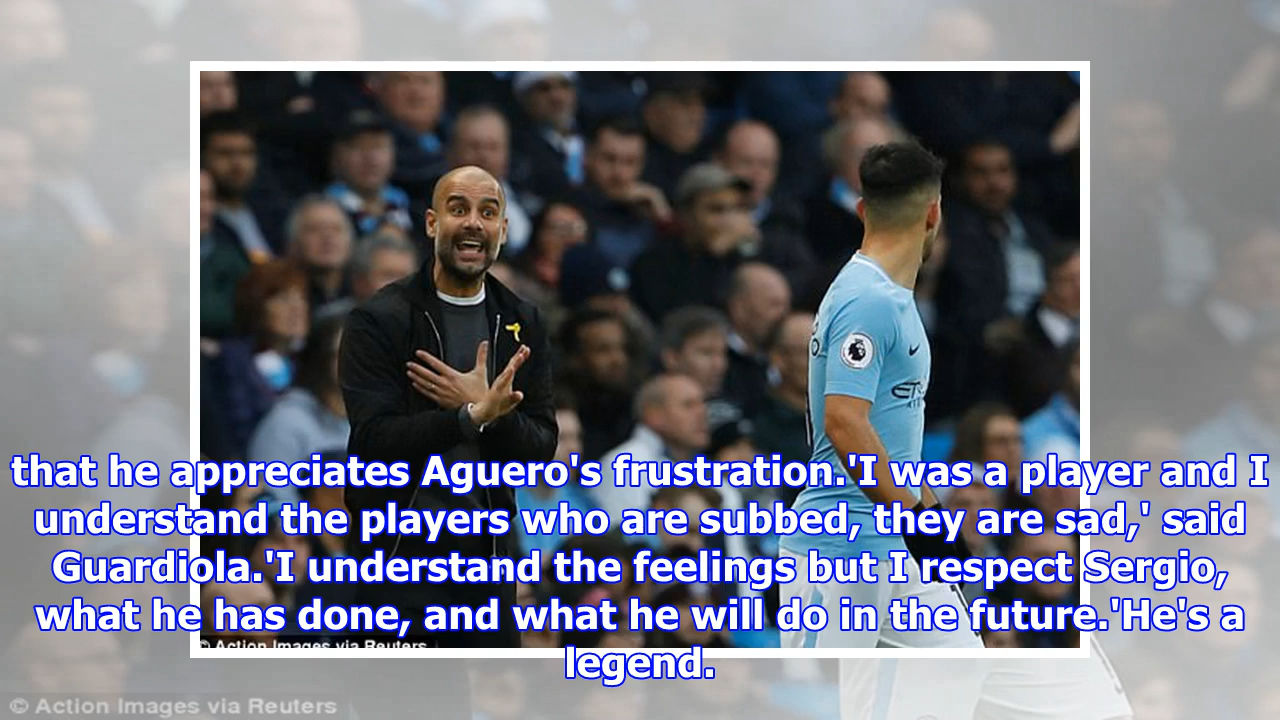 that he appreciates Aguero's frustration.'I was a player and I
understand the players who are subbed, they are sad,' said
Guardiola.'I understand the feelings but I respect Sergio,
what he has done, and what he will do in the future.'He's a
© Action Images via Reuters
legend.
© Action Images via Reuters